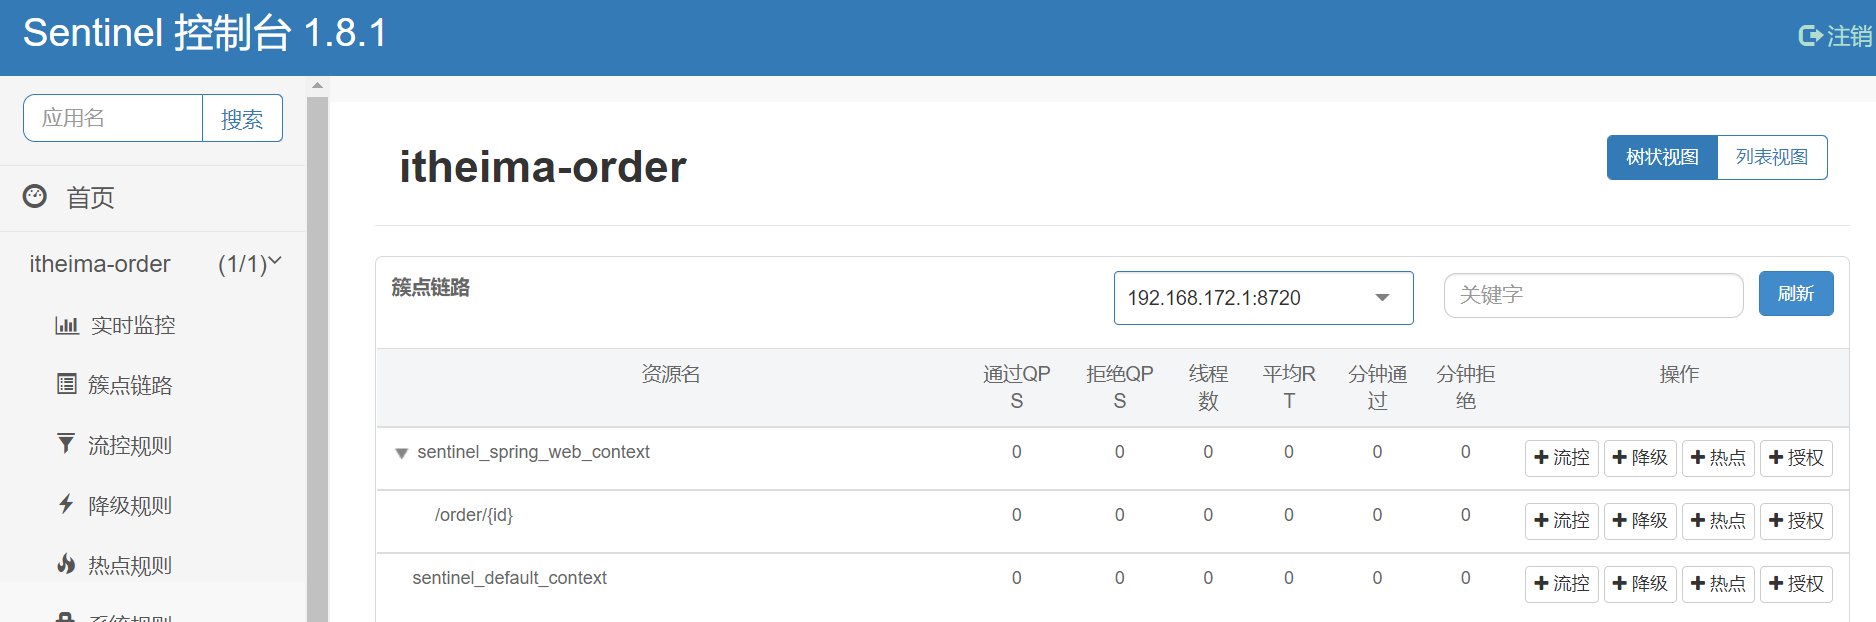 Sentinel 控制台 1.8.1
注销
应用名
搜索
首页
itheima-order (1/1)
实时监控
簇点链路
流控规则
降级规则
热点规则
系统规则
itheima-order
树状视图
列表视图
簇点链路
192.168.172.1:8720
关键字
刷新
资源名 通过QP 拒绝QP 线程 平均R 分钟通 分钟拒 操作
S S 数 T 过 绝
sentinel_spring_web_context 0 0 0 0 0 0 流控 降级 热点 授权
/order/{id} 0 0 0 0 0 0 流控 降级 热点 授权
sentinel_default_context 0 0 0 0 0 0 流控 降级 热点 授权